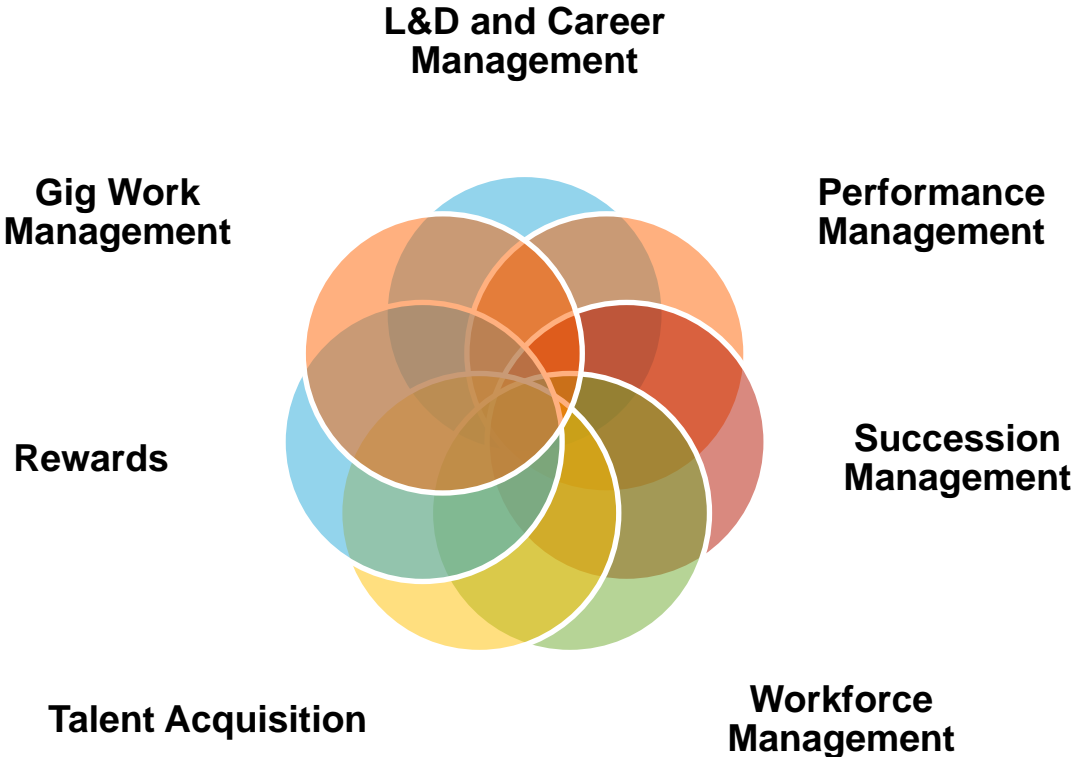 L&D and Career
Management
Gig Work
Management
Performance
Management
Rewards
Succession
Management
Talent Acquisition
Workforce
Management